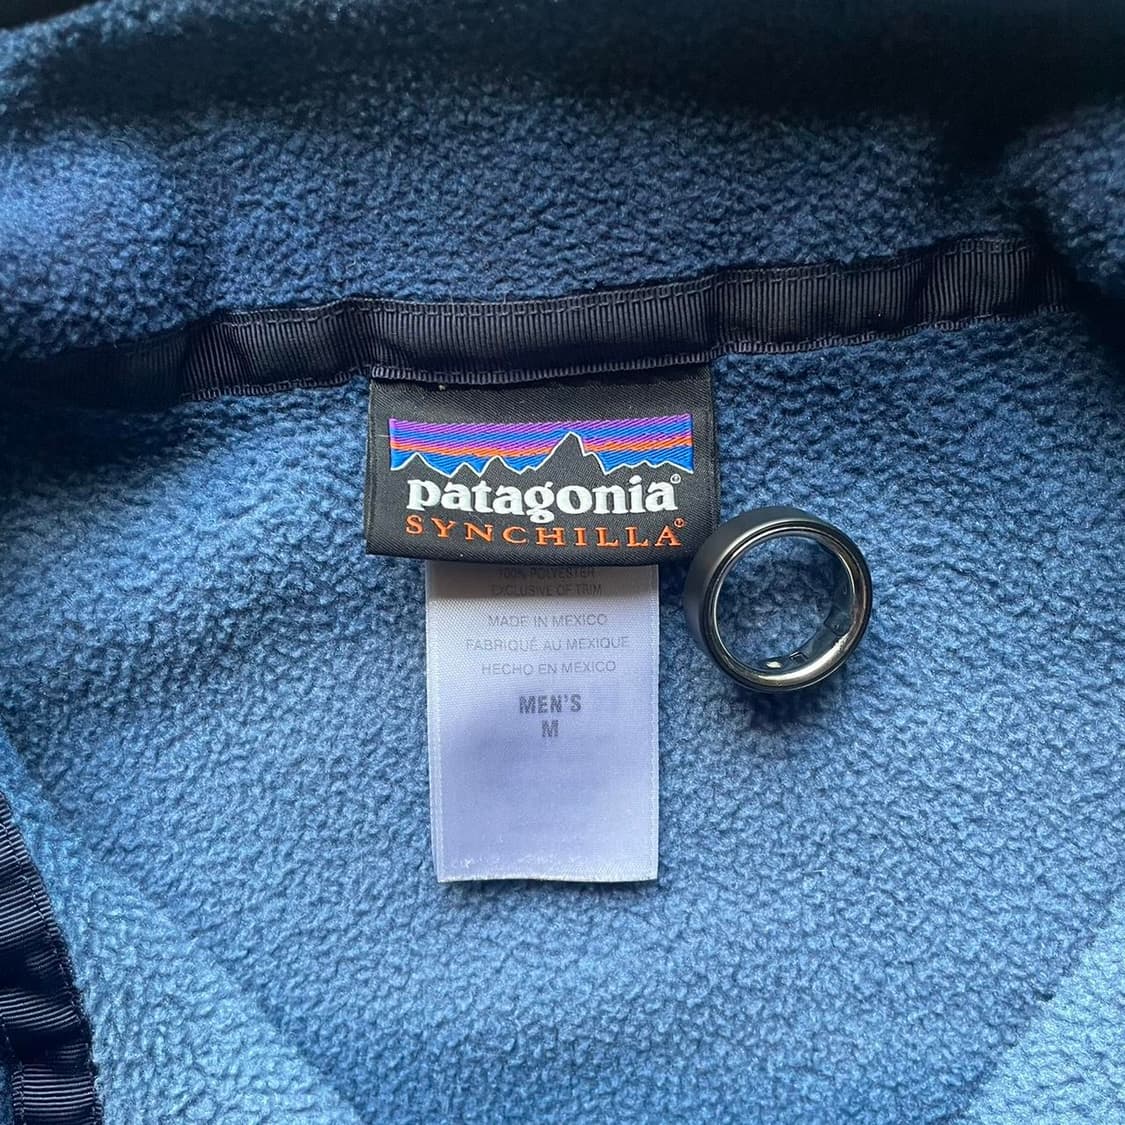 patagonia®
SYNCHILLA®
100% POLYESTER
EXCLUSIVE OF TRIM
MADE IN MEXICO
FABRIQUÉ AU MEXIQUE
HECHO EN MEXICO
MEN'S
M